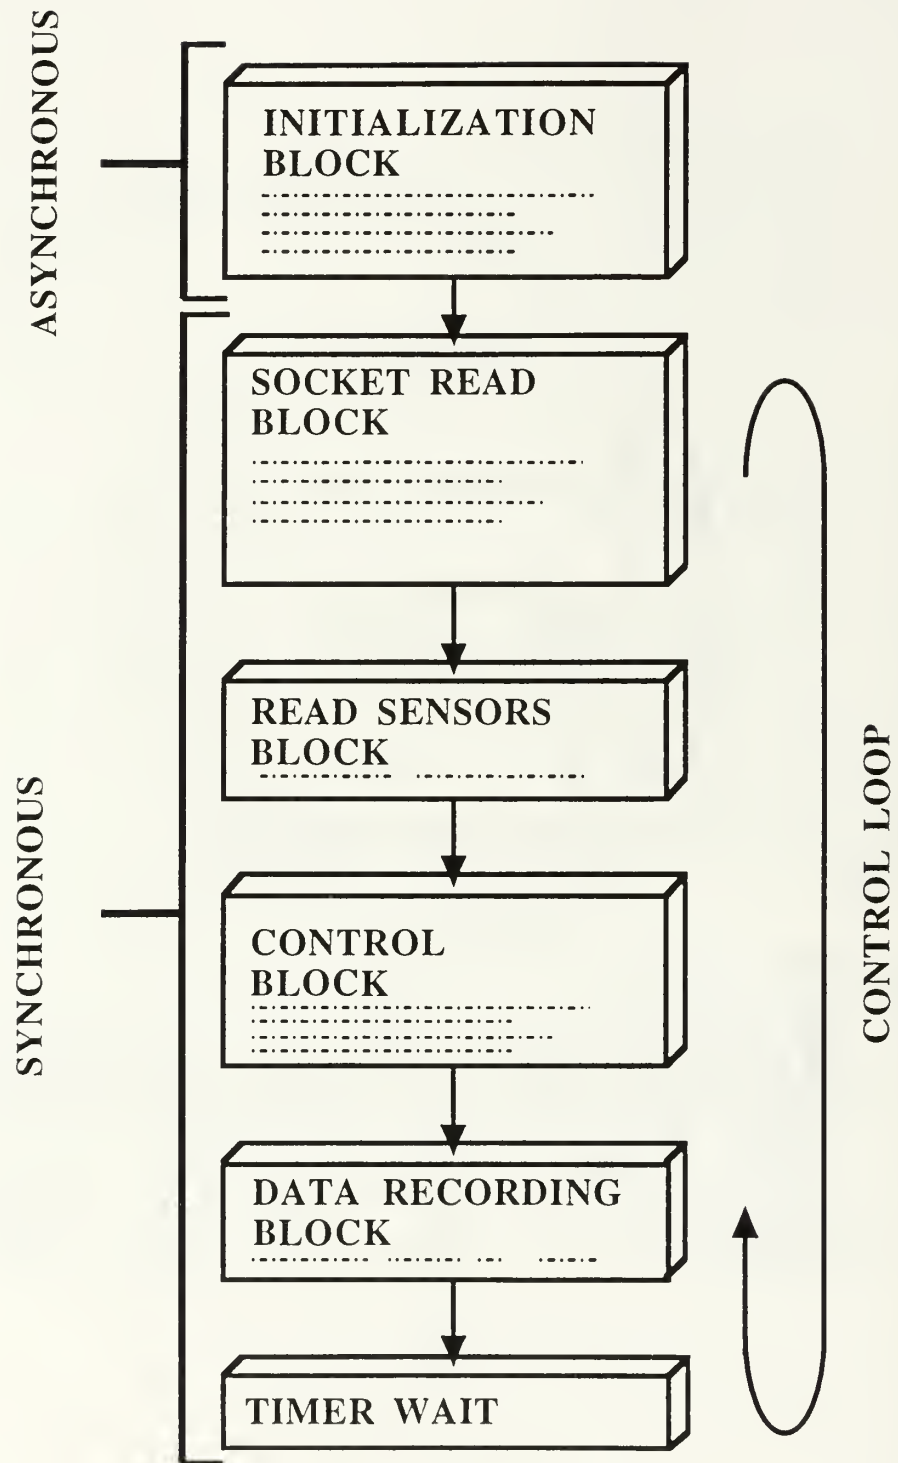 ASYNCHRONOUS
INITIALIZATION
BLOCK
SOCKET READ
BLOCK
READ SENSORS
BLOCK
SYNCHRONOUS
CONTROL
BLOCK
CONTROL LOOP
DATA RECORDING
BLOCK
TIMER WAIT